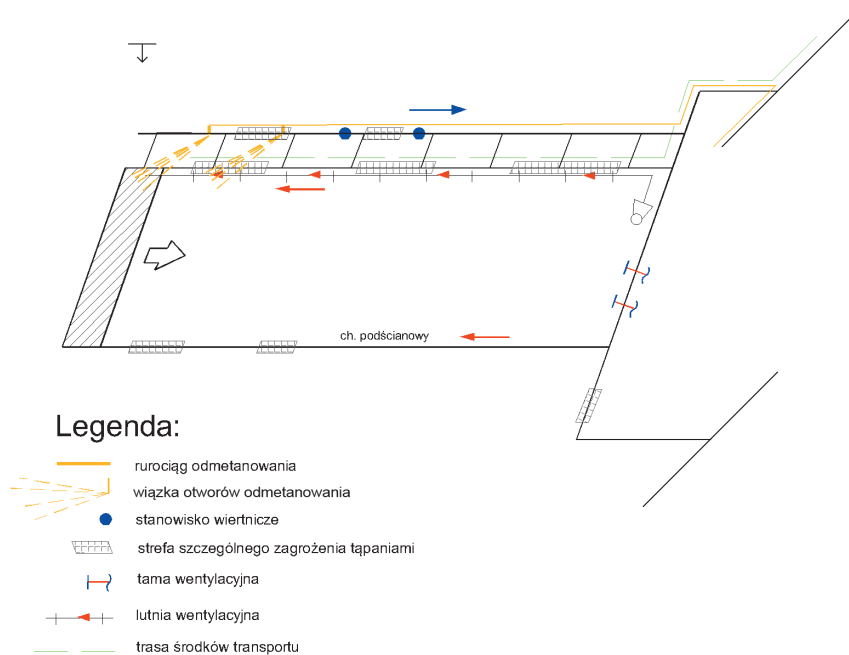 ch. podścianowy
Legenda:
rurociąg odmetanowania
wiązka otworów odmetanowania
stanowisko wiertnicze
strefa szczególnego zagrożenia tąpaniami
tama wentylacyjna
lutnia wentylacyjna
trasa środków transportu